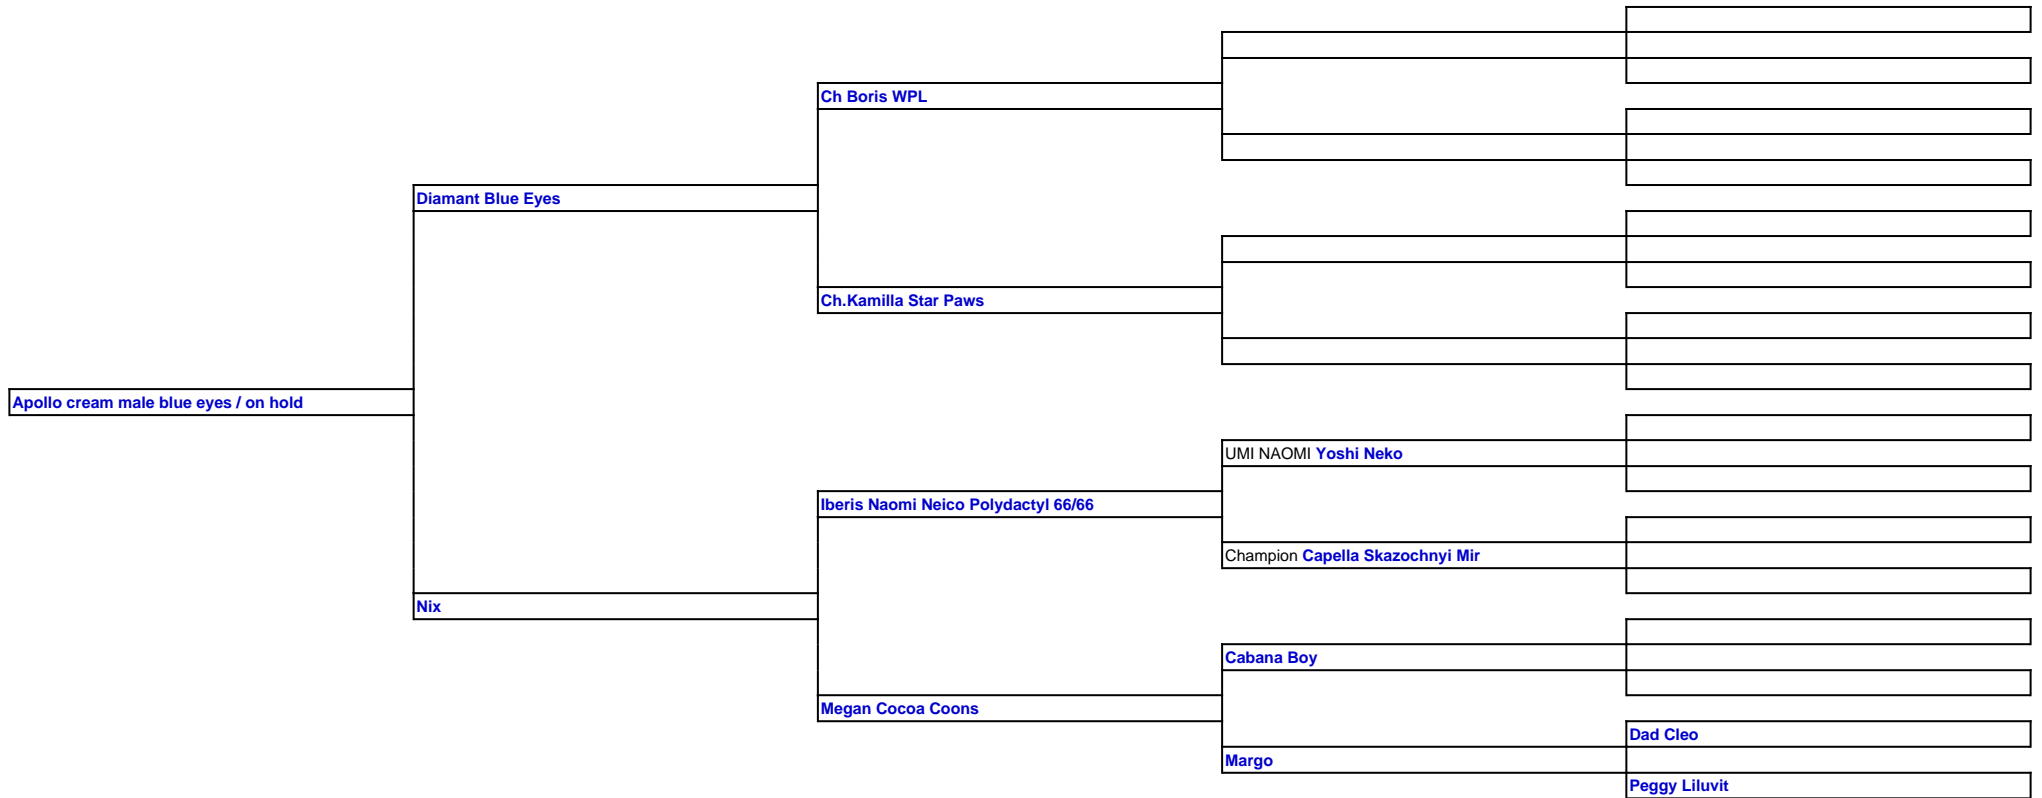 Ch Boris WPL
Diamant Blue Eyes
Ch.Kamilla Star Paws
Apollo cream male blue eyes / on hold
UMI NAOMI Yoshi Neko
Iberis Naomi Neico Polydactyl 66/66
Champion Capella Skazochnyi Mir
Nix
Cabana Boy
Megan Cocoa Coons
Dad Cleo
Margo
Peggy Liluvit